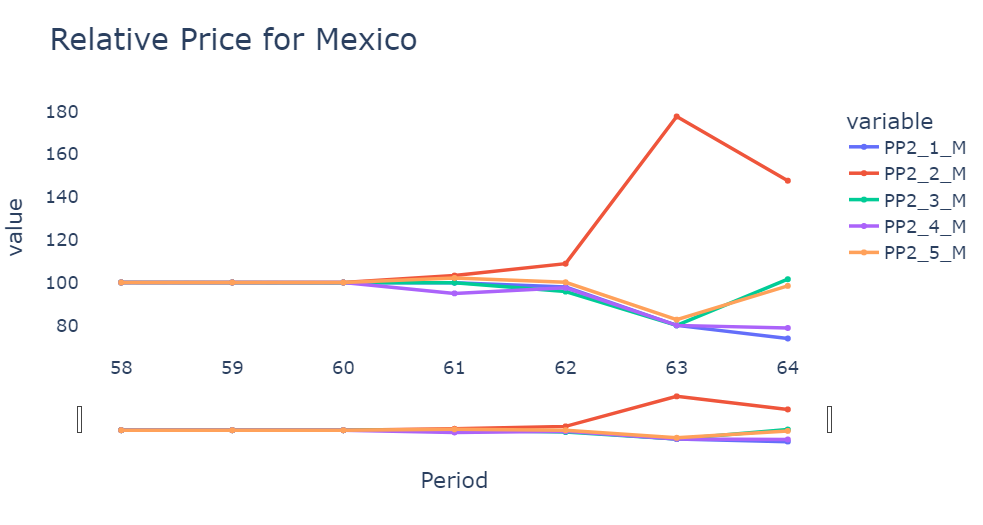 Relative Price for Mexico
value
180
160
140
120
100
80
58 59 60 61 62 63 64
Period
variable
PP2_1_M
PP2_2_M
PP2_3_M
PP2_4_M
PP2_5_M